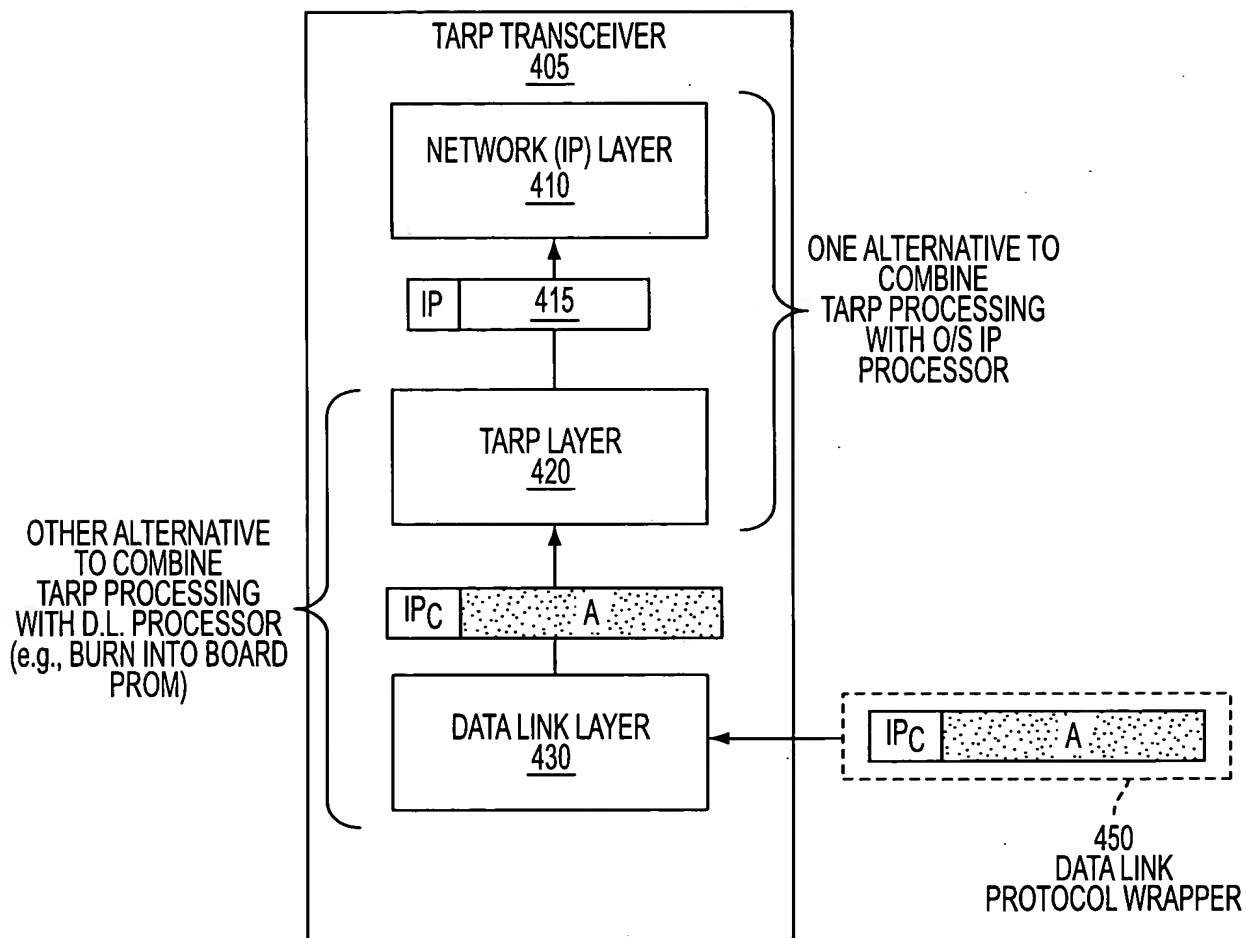 TARP TRANSCEIVER
405
NETWORK (IP) LAYER
410
IP
415
ONE ALTERNATIVE TO
COMBINE
TARP PROCESSING
WITH O/S IP
PROCESSOR
TARP LAYER
420
OTHER ALTERNATIVE
TO COMBINE
TARP PROCESSING
WITH D.L. PROCESSOR
(e.g., BURN INTO BOARD
PROM)
IPC
A
DATA LINK LAYER
430
IPC
A
450
DATA LINK
PROTOCOL WRAPPER